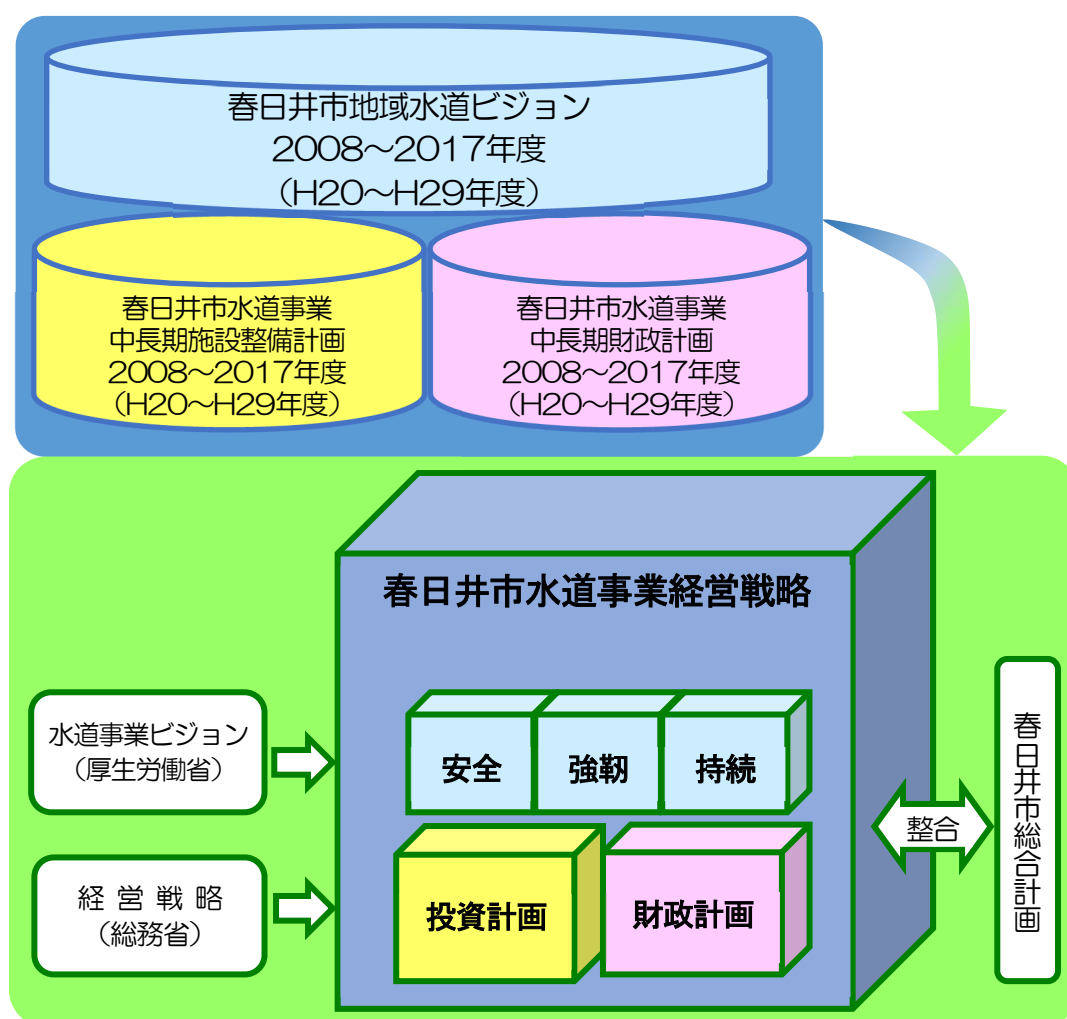 春日井市地域水道ビジョン
2008～2017年度
（H20～H29年度）
春日井市水道事業
中長期施設整備計画
2008～2017年度
（H20～H29年度）
春日井市水道事業
中長期財政計画
2008～2017年度
（H20～H29年度）
春日井市水道事業経営戦略
水道事業ビジョン
（厚生労働省）
経営戦略
（総務省）
安全
強靭
持続
投資計画
財政計画
整合
春日井市総合計画